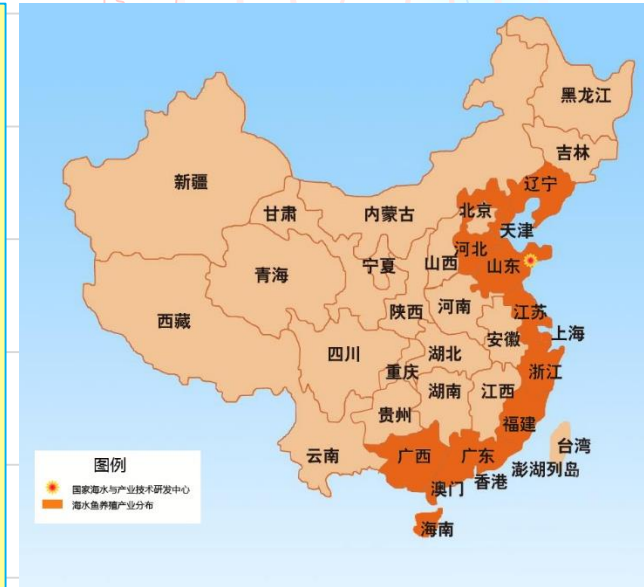 黑龙江
吉林
辽宁
新疆
甘肃
内蒙古
北京
天津
河北
山西
宁夏
山东
青海
陕西
河南
江苏
西藏
安徽
上海
四川
湖北
重庆
浙江
湖南
江西
贵州
福建
云南
广西
广东
台湾
澎湖列岛
香港
澳门
海南
图例
国家海水与产业技术研发中心
海水鱼养殖产业分布